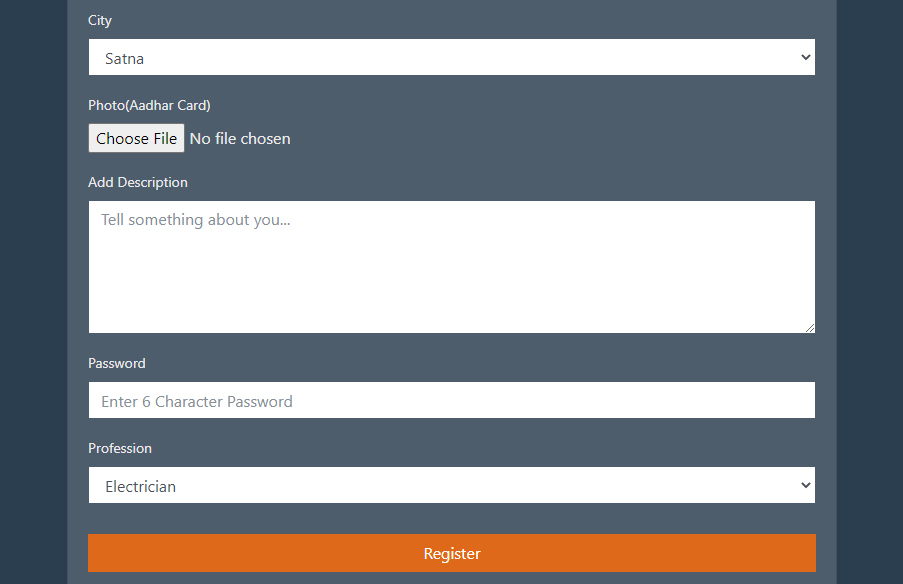 City
Satna
Photo(Aadhar Card)
Choose File No file chosen
Add Description
Tell something about you...
Password
Enter 6 Character Password
Profession
Electrician
Register